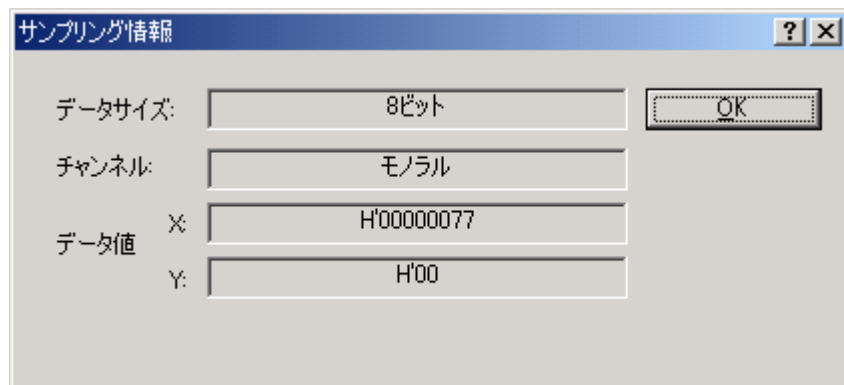 サンプリング情報
データサイズ: 8ビット OK
チャンネル: モノラル
データ値 X: H'00000077
Y: H'00